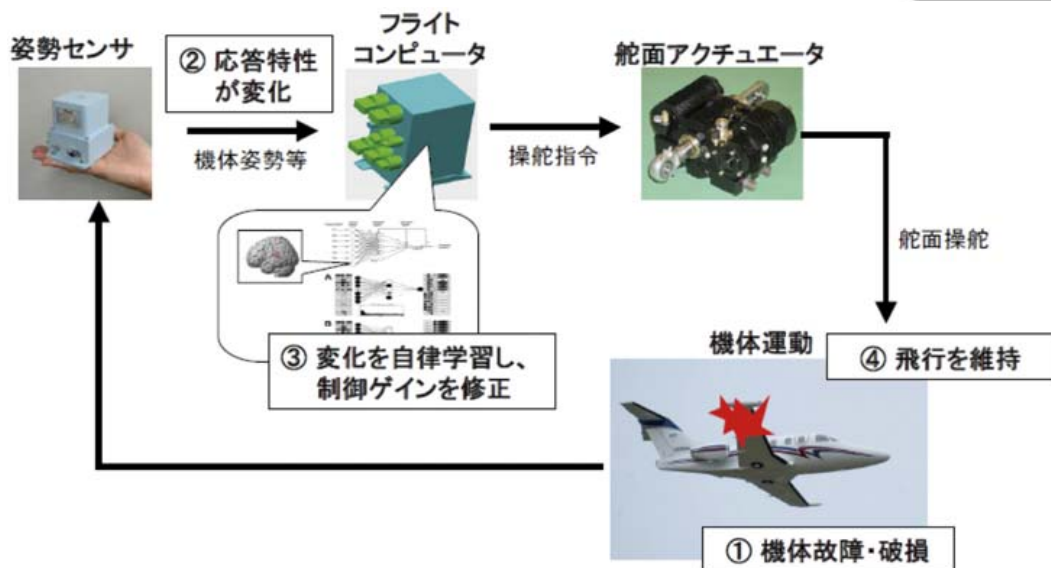 姿勢センサ
② 応答特性
が変化
機体姿勢等
フライト
コンピュータ
操舵指令
舵面アクチュエータ
舵面操舵
A
B
③ 変化を自律学習し、
制御ゲインを修正
機体運動
④ 飛行を維持
① 機体故障・破損